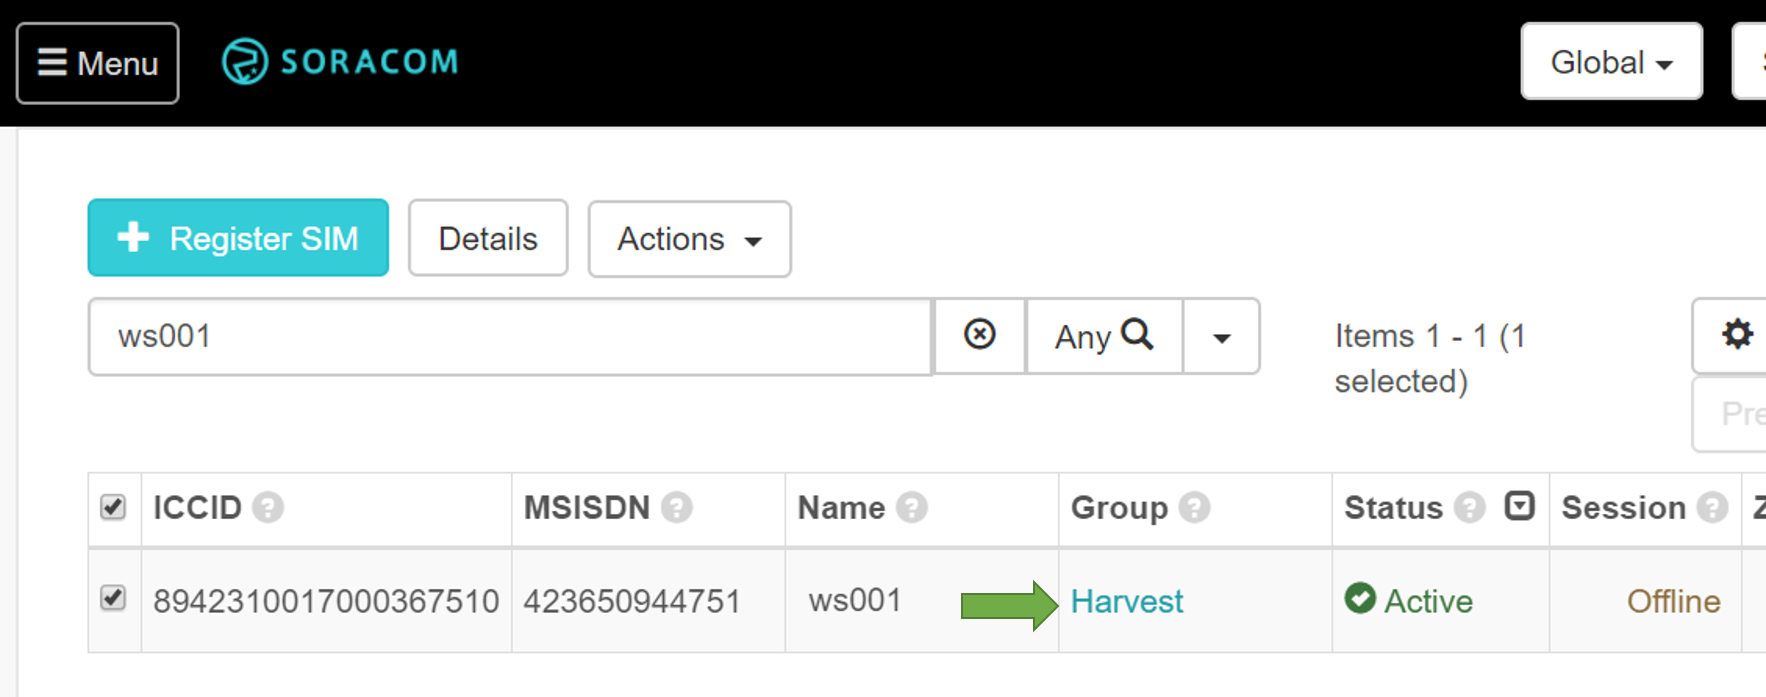 Menu
SORACOM
Global
Register SIM
Details
Actions
ws001
Any
Items 1 - 1 (1
selected)
ICCID ? MSISDN ? Name ? Group ? Status ? Session ?
8942310017000367510 423650944751 ws001 Harvest Active Offline